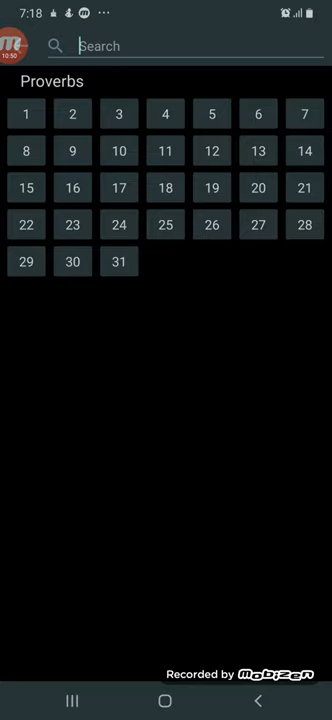 7:18
m
Search
10:50
Proverbs
1 2 3 4 5 6 7
8 9 10 11 12 13 14
15 16 17 18 19 20 21
22 23 24 25 26 27 28
29 30 31
Recorded by MOBIZEN